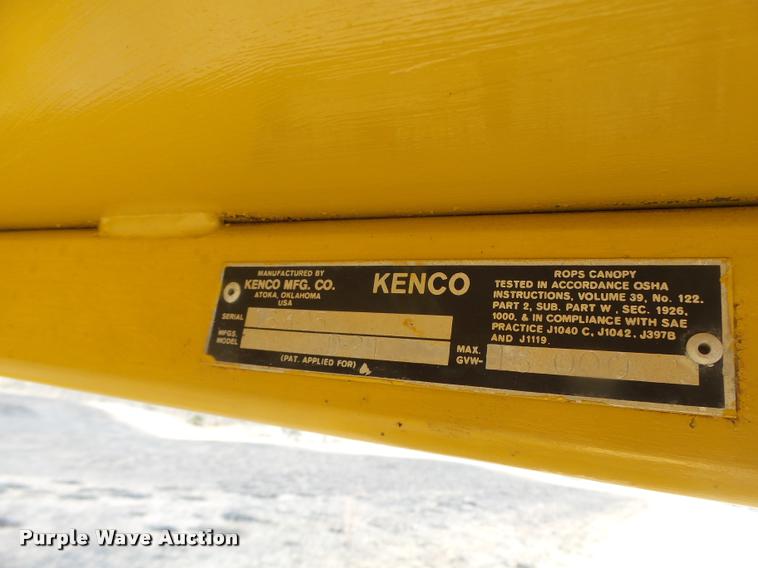 MANUFACTURED BY
KENCO MFG. CO.
ATOKA, OKLAHOMA
USA
SERIAL
MFGS.
MODEL
(PAT. APPLIED FOR)
KENCO
MAX.
GVW-
ROPS CANOPY
TESTED IN ACCORDANCE OSHA
INSTRUCTIONS, VOLUME 39, No. 122.
PART 2, SUB. PART W, SEC. 1926.
1000. & IN COMPLIANCE WITH SAE
PRACTICE J1040 C, J1042, J397B
AND J1119.
Purple Wave Auction